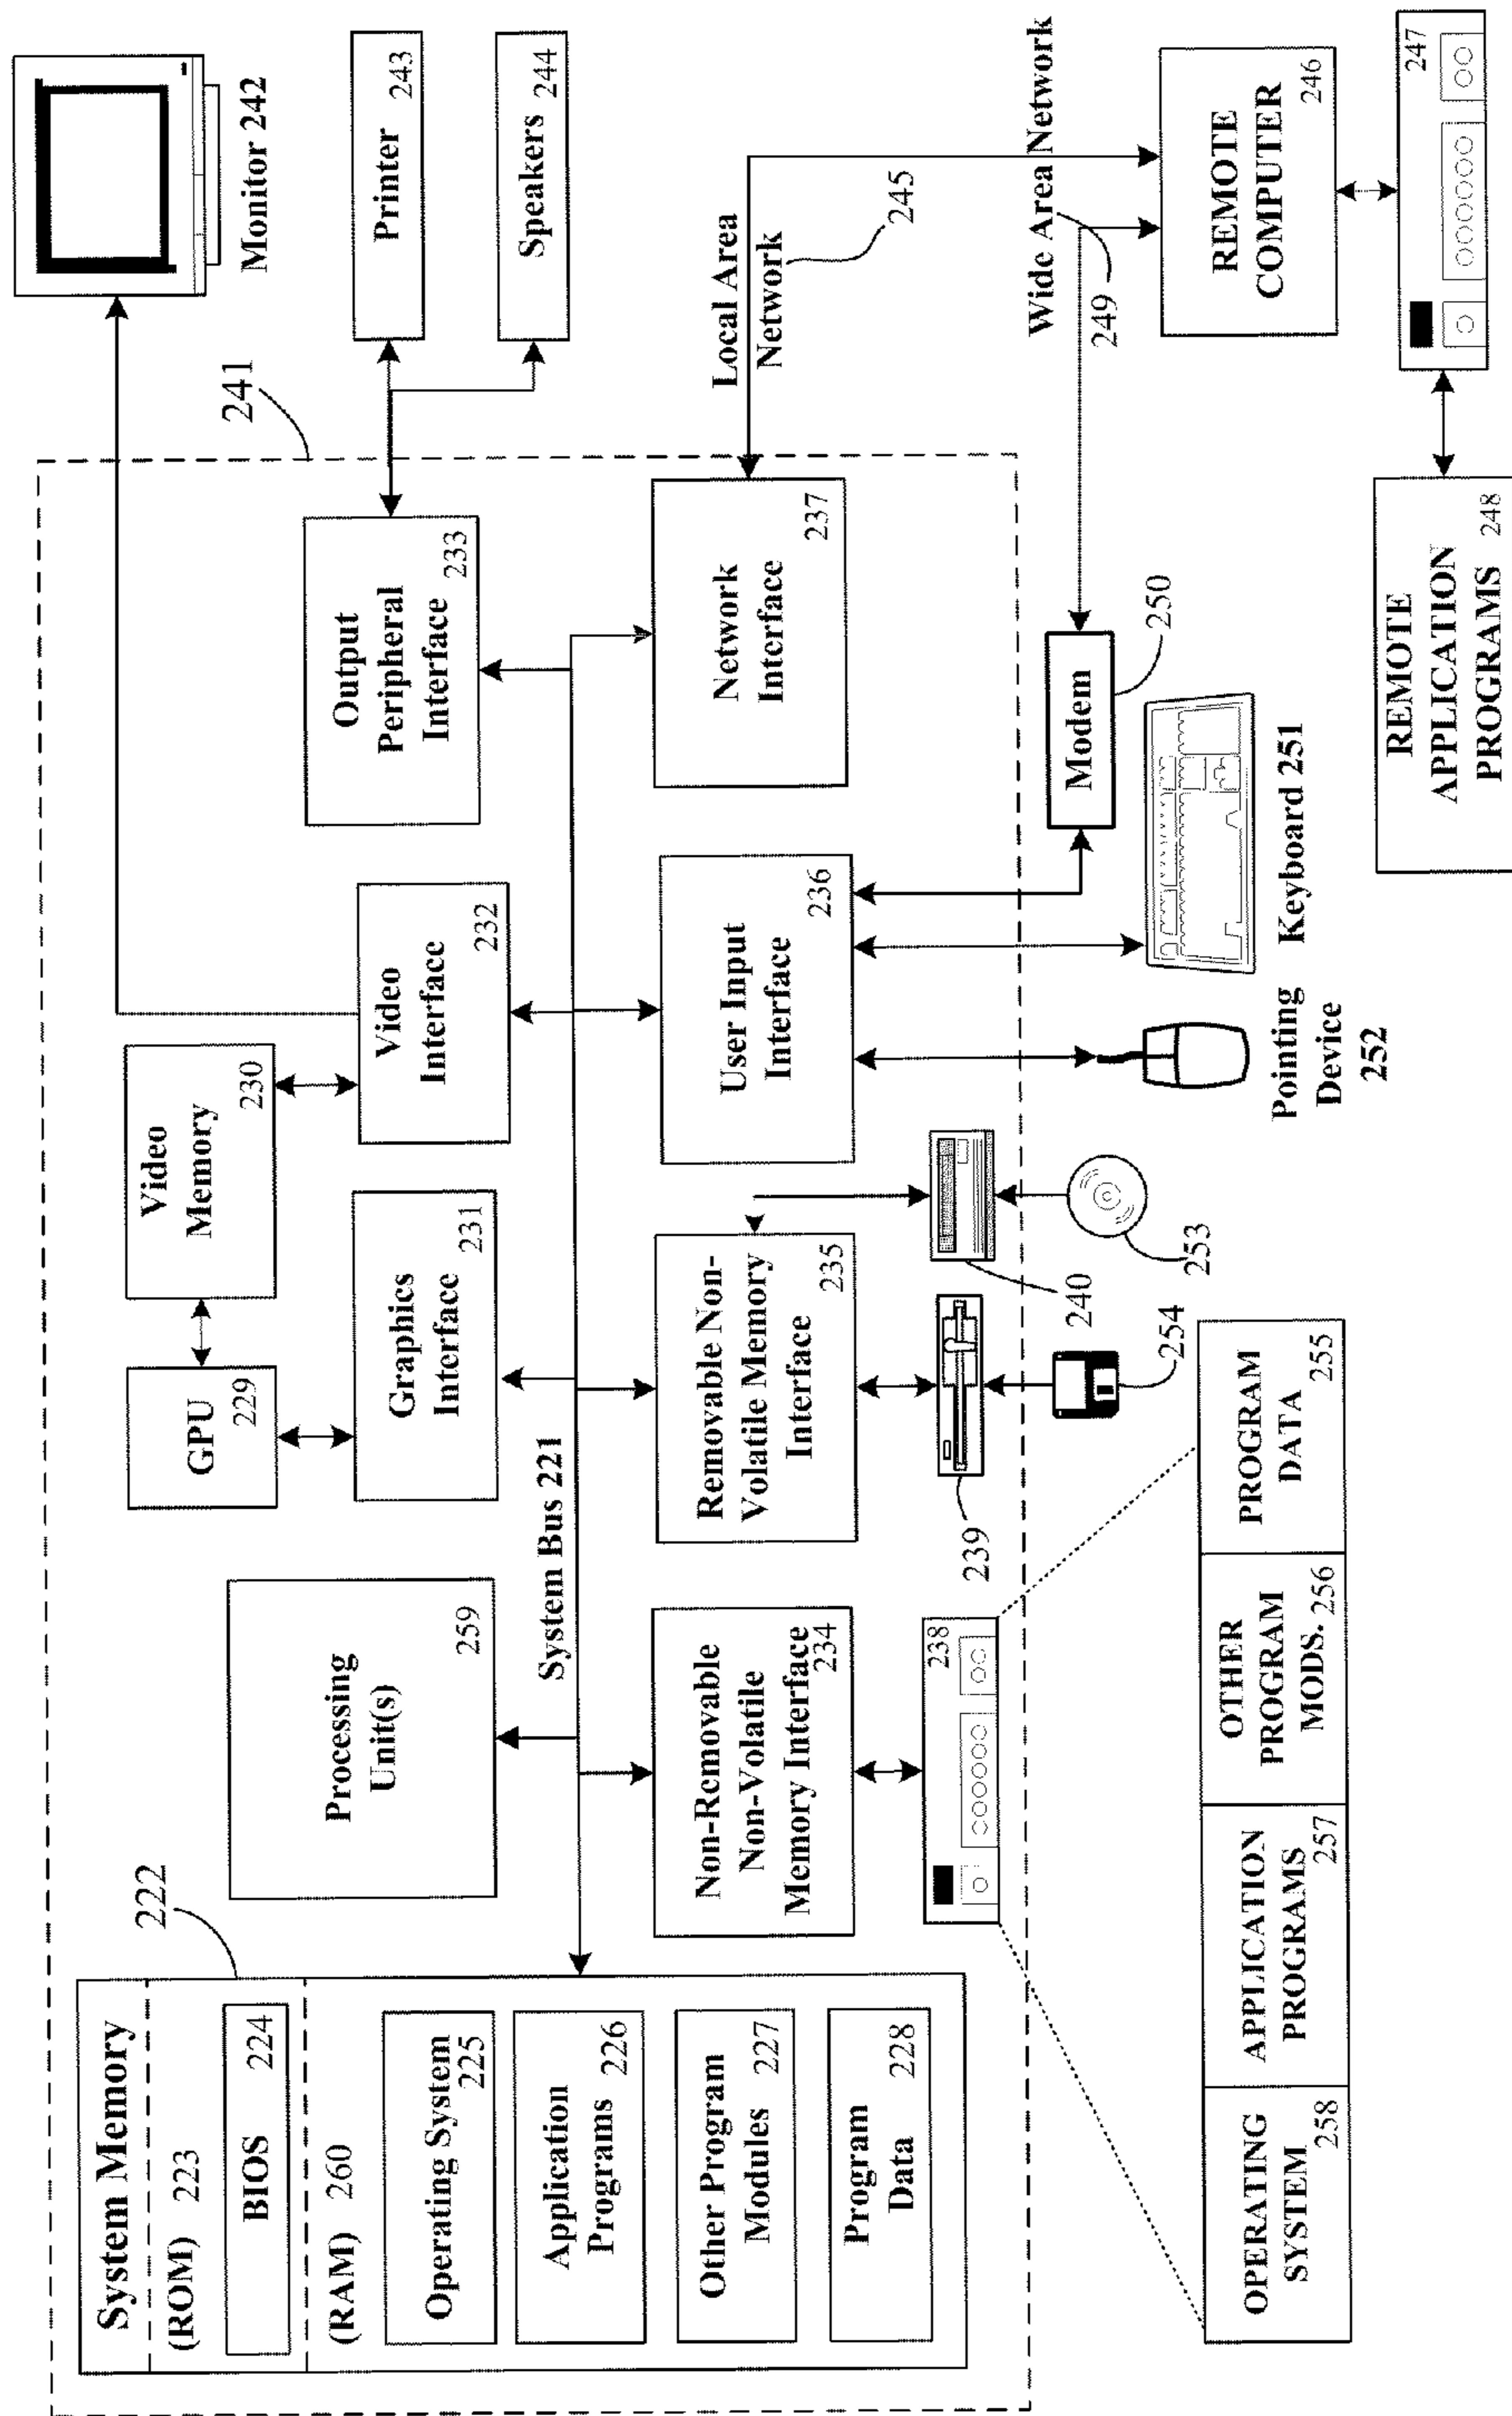 System Memory
(ROM) 223
BIOS 224
(RAM) 260
Operating System
225
Application
Programs 226
Other Program
Modules 227
Program
Data 228
222
Processing
Unit(s)
259
System Bus 221
GPU
229
Video
Memory
230
Graphics
Interface
231
Video
Interface
232
Output
Peripheral
Interface 233
241
Monitor 242
Printer 243
Speakers 244
Non-Removable
Non-Volatile
Memory Interface
234
Removable Non-
Volatile Memory
Interface 235
User Input
Interface 236
Network
Interface 237
Local Area
Network
245
Wide Area Network
249
238
239
240
253
254
Pointing
Device
252
Keyboard 251
Modem
250
REMOTE
COMPUTER
246
247
REMOTE
APPLICATION
PROGRAMS 248
OPERATING
SYSTEM
258
APPLICATION
PROGRAMS
257
OTHER
PROGRAM
MODS. 256
PROGRAM
DATA
255